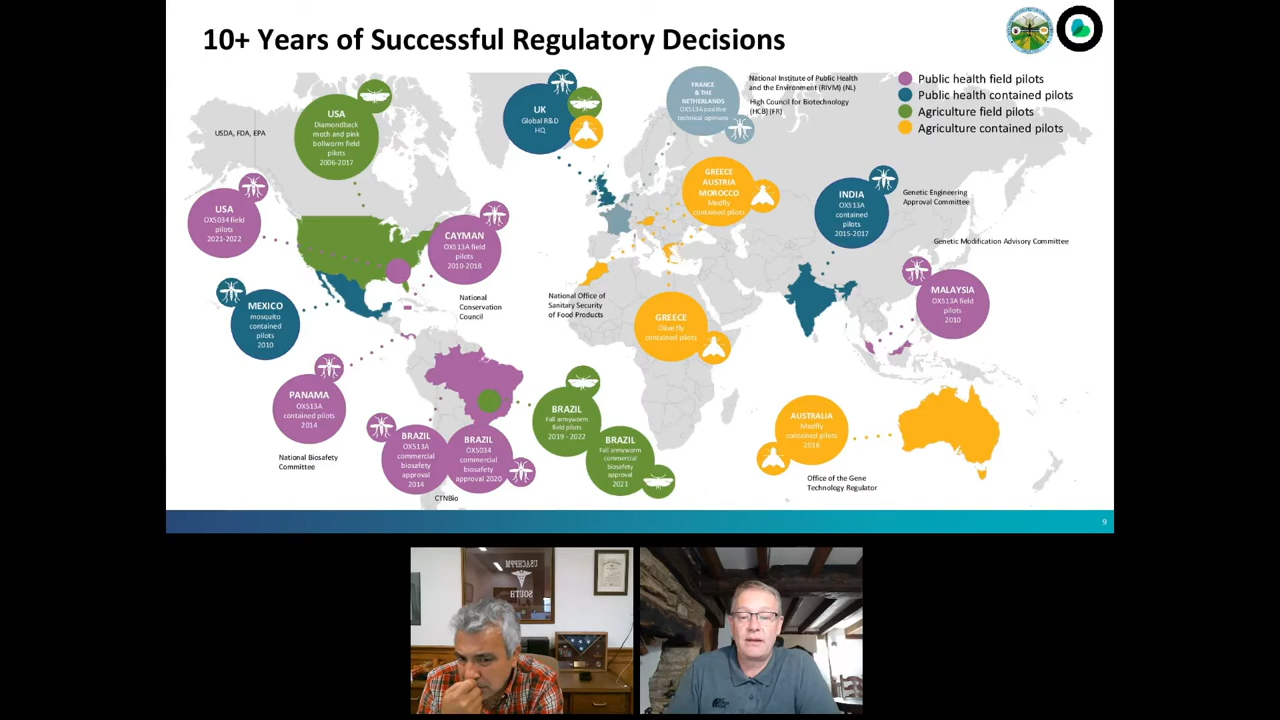 10+ Years of Successful Regulatory Decisions
Public health field pilots
Public health contained pilots
Agriculture field pilots
Agriculture contained pilots
USDA, FDA, EPA
USA
Diamondback
moth and pink
bollworm field
pilots
2006-2017
UK
Global R&D
HQ
FRANCE
& THE
NETHERLANDS
OX513A positive
technical opinions
National Institute of Public Health
and the Environment (RIVM) (NL)
High Council for Biotechnology
(HCB) (FR)
USA
OX5034 field
pilots
2021-2022
CAYMAN
OX513A field
pilots
2010-2018
National
Conservation
Council
GREECE
AUSTRIA
MOROCCO
Medfly
contained pilots
INDIA
OX513A
contained
pilots
2015-2017
Genetic Engineering
Approval Committee
Genetic Modification Advisory Committee
MALAYSIA
OX513A field
pilots
2010
MEXICO
mosquito
contained
pilots
2010
National Office of
Sanitary Security
of Food Products
GREECE
Olive fly
contained pilots
PANAMA
OX513A
contained pilots
2014
National Biosafety
Committee
BRAZIL
OX513A
commercial
biosafety
approval
2014
BRAZIL
OX5034
commercial
biosafety
approval 2020
CTNBio
BRAZIL
Fall armyworm
field pilots
2019 - 2022
BRAZIL
Fall armyworm
commercial
biosafety
approval
2021
AUSTRALIA
Medfly
contained pilots
2016
Office of the Gene
Technology Regulator
9
USACHPPM
SOUTH